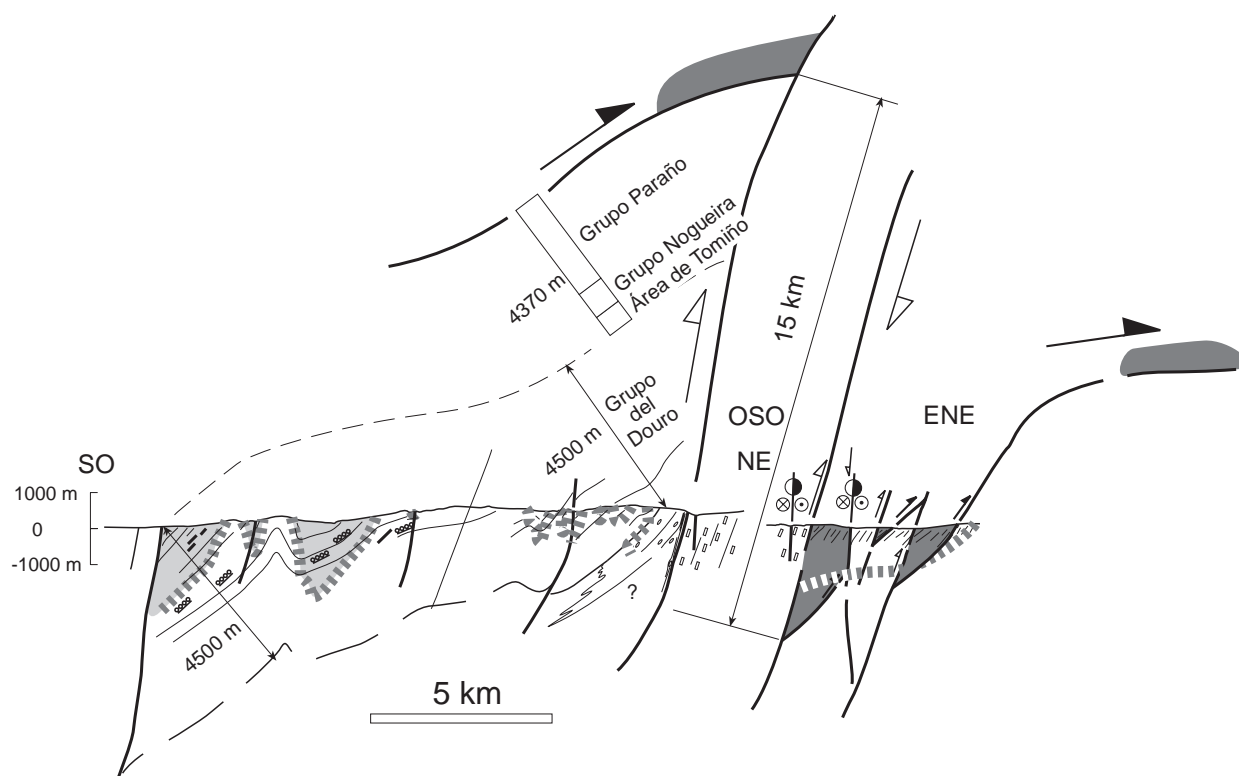 Grupo Paraño
Grupo Nogueira
Área de Tomiño
4370 m
15 km
Grupo
del
Douro
4500 m
OSO
NE
ENE
SO
1000 m
0
-1000 m
4500 m
?
5 km